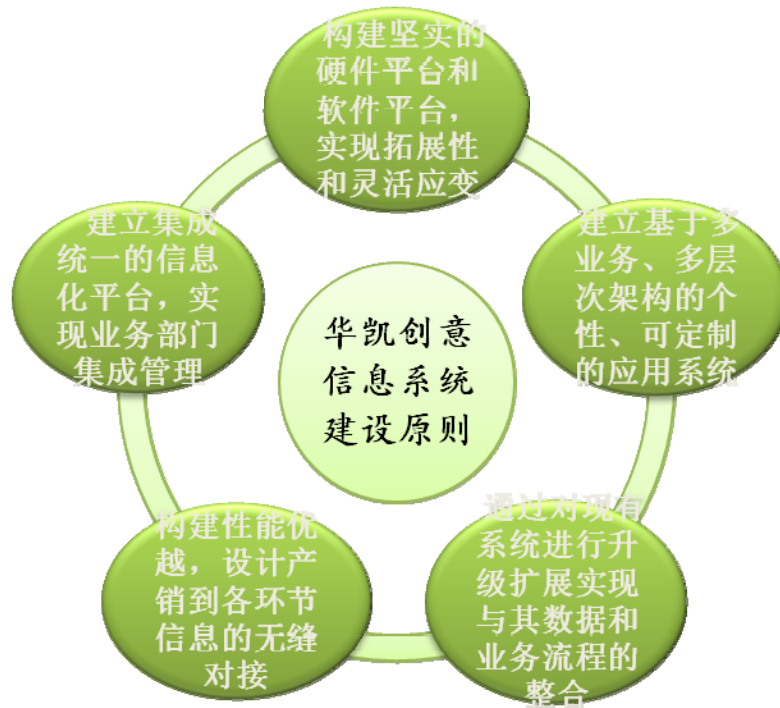 构建坚实的
硬件平台和
软件平台，
实现拓展性
和灵活应变
建立基于多
业务、多层
次架构的个
性、可定制
的应用系统
通过对现有
系统进行升
级扩展实现
与其数据和
业务流程的
整合
构建性能优
越，设计产
销到各环节
信息的无缝
对接
建立集成
统一的信息
化平台，实
现业务部门
集成管理
华凯创意
信息系统
建设原则